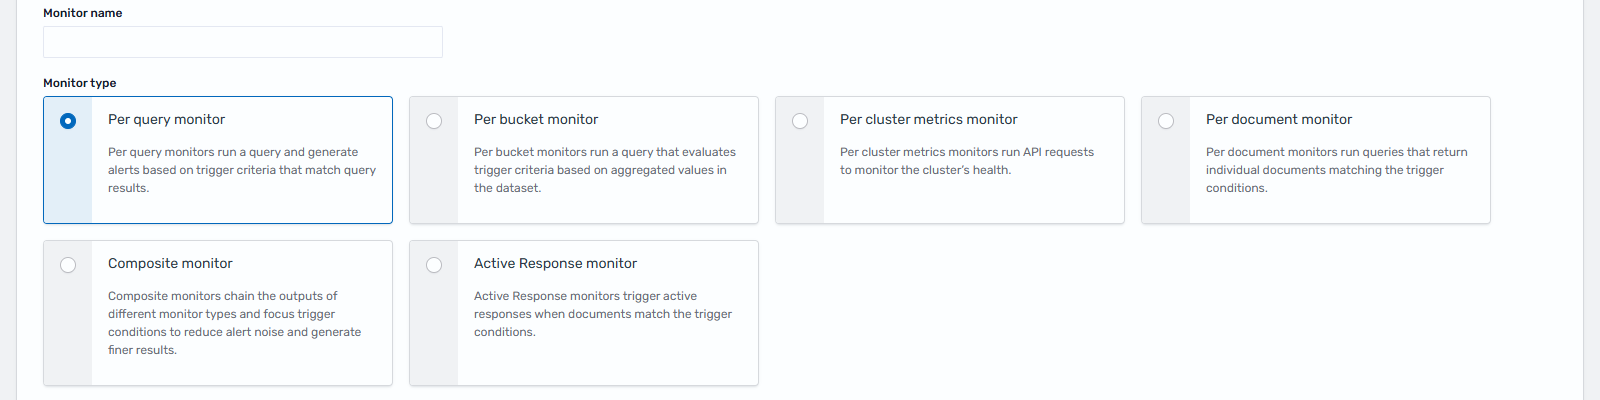 Monitor name
Monitor type
Per query monitor
Per query monitors run a query and generate
alerts based on trigger criteria that match query
results.
Per bucket monitor
Per bucket monitors run a query that evaluates
trigger criteria based on aggregated values in
the dataset.
Per cluster metrics monitor
Per cluster metrics monitors run API requests
to monitor the cluster's health.
Per document monitor
Per document monitors run queries that return
individual documents matching the trigger
conditions.
Composite monitor
Composite monitors chain the outputs of
different monitor types and focus trigger
conditions to reduce alert noise and generate
finer results.
Active Response monitor
Active Response monitors trigger active
responses when documents match the trigger
conditions.